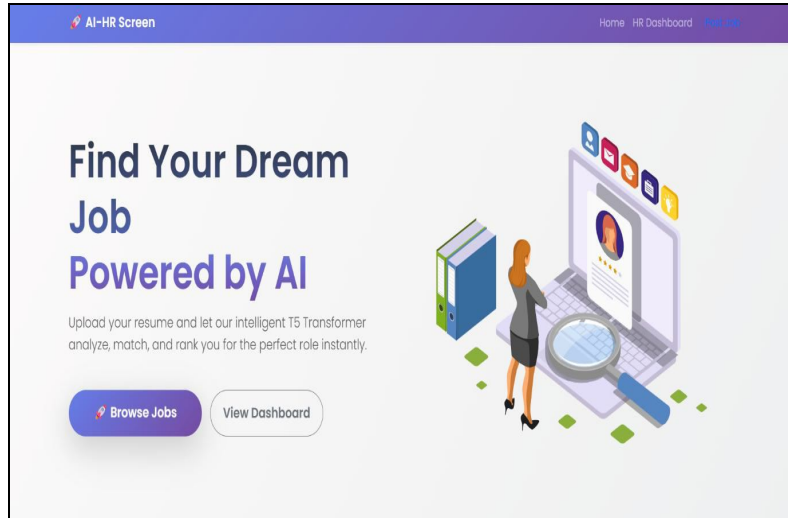 🚀 AI-HR Screen
Home HR Dashboard
Find Your Dream
Job
Powered by AI
Upload your resume and let our intelligent T5 Transformer
analyze, match, and rank you for the perfect role instantly.
🚀 Browse Jobs
View Dashboard